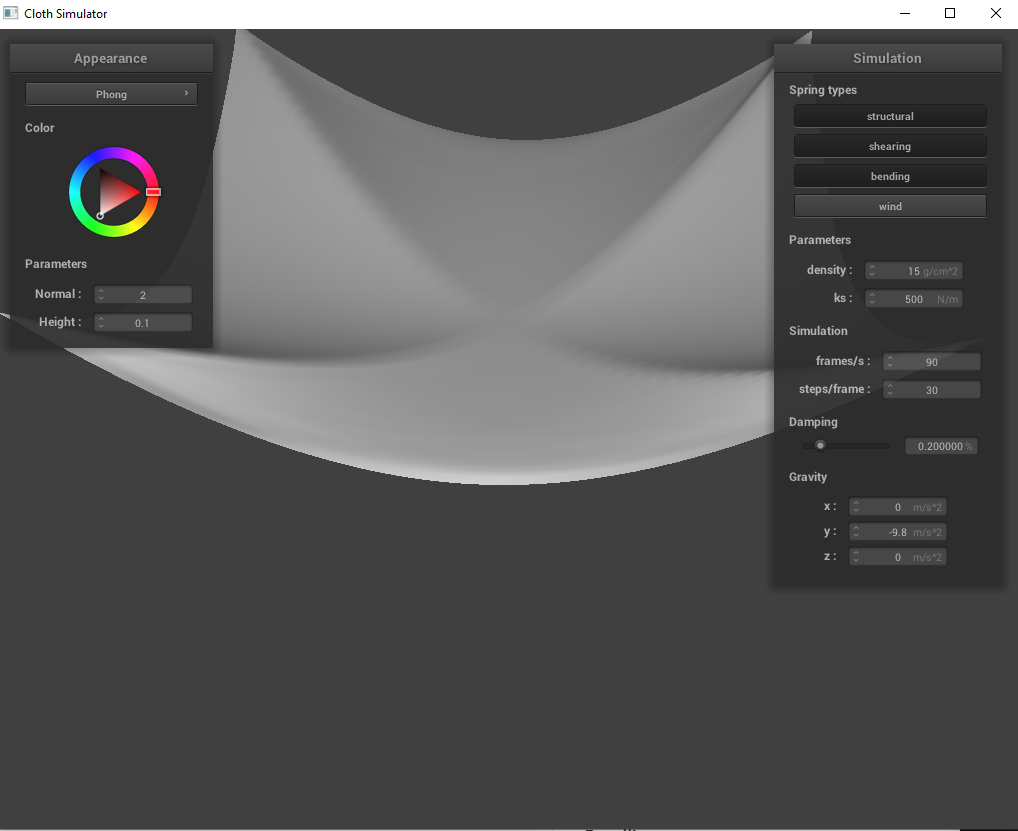 Cloth Simulator
Appearance
Phong
Color
Parameters
Normal : 2
Height : 0.1
Simulation
Spring types
structural
shearing
bending
wind
Parameters
density : 15 g/cm^2
ks : 500 N/m
Simulation
frames/s : 90
steps/frame : 30
Damping
0.200000 %
Gravity
x : 0 m/s^2
y : -9.8 m/s^2
z : 0 m/s^2